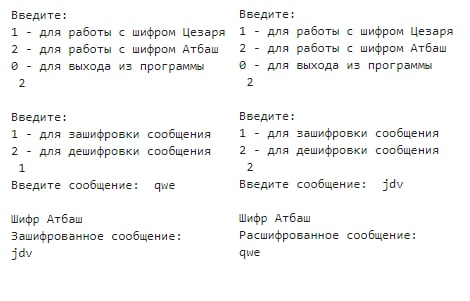 Введите:
1 - для работы с шифром Цезаря
2 - для работы с шифром Атбаш
0 - для выхода из программы
2
Введите:
1 - для зашифровки сообщения
2 - для дешифровки сообщения
1
Введите сообщение:  qwe
Шифр Атбаш
Зашифрованное сообщение:
jdv
Введите:
1 - для работы с шифром Цезаря
2 - для работы с шифром Атбаш
0 - для выхода из программы
2
Введите:
1 - для зашифровки сообщения
2 - для дешифровки сообщения
2
Введите сообщение:  jdv
Шифр Атбаш
Расшифрованное сообщение:
qwe